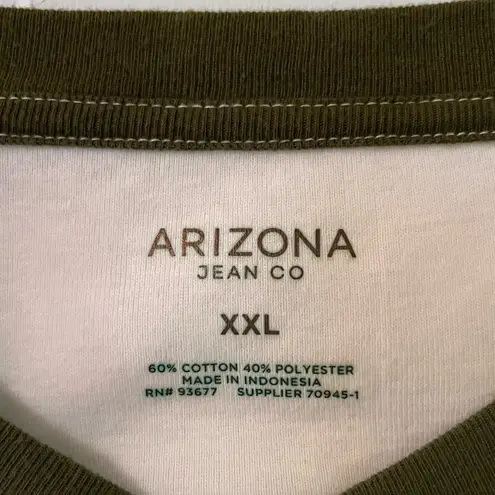 ARIZONA
JEAN CO
XXL
60% COTTON 40% POLYESTER
MADE IN INDONESIA
RN# 93677 SUPPLIER 70945-1